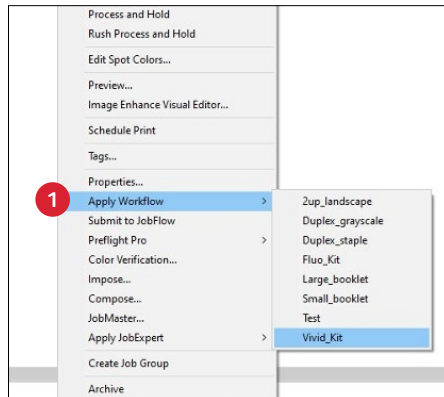 Process and Hold
Rush Process and Hold
Edit Spot Colors...
Preview...
Image Enhance Visual Editor...
Schedule Print
Tags...
Properties...
1 Apply Workflow >
Submit to JobFlow
Preflight Pro >
Color Verification...
Impose...
Compose...
JobMaster...
Apply JobExpert >
Create Job Group
Archive
2up_landscape
Duplex_grayscale
Duplex_staple
Fluo_Kit
Large_booklet
Small_booklet
Test
Vivid_Kit